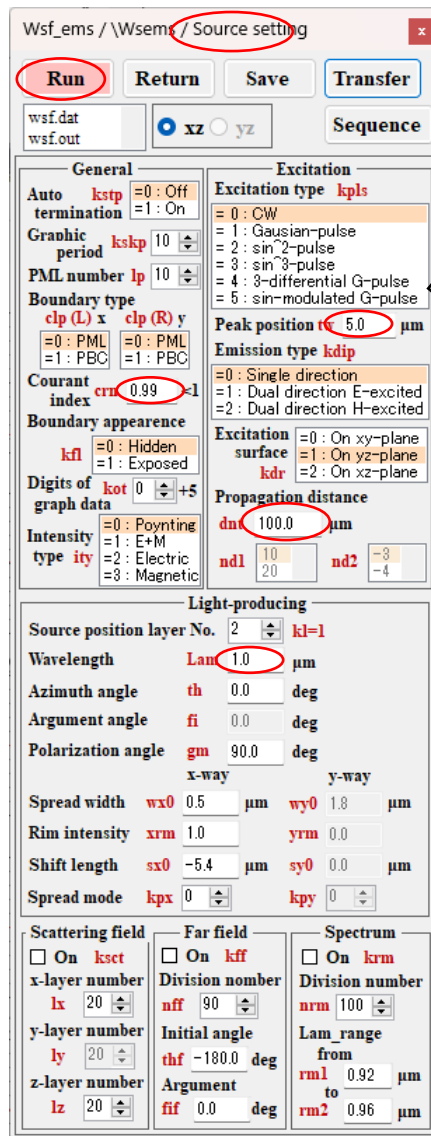 Wsf_ems / \Wsems / Source setting
x
Run Return Save Transfer
wsf.dat
wsf.out
xz yz
Sequence
General
Auto kstp
termination
=0 : Off
=1 : On
Graphic
period kskp 10
PML number lp 10
Boundary type
clp (L) x clp (R) y
=0 : PML =0 : PML
=1 : PBC =1 : PBC
Courant
index crn 0.99 <1
Boundary appearence
kfl
=0 : Hidden
=1 : Exposed
Digits of
graph data kot 0 +5
Intensity
type ity
=0 : Poynting
=1 : E+M
=2 : Electric
=3 : Magnetic
Excitation
Excitation type kpls
= 0 : CW
= 1 : Gausian-pulse
= 2 : sin^2-pulse
= 3 : sin^3-pulse
= 4 : 3-differential G-pulse
= 5 : sin-modulated G-pulse
Peak position tw 5.0 μm
Emission type kdip
=0 : Single direction
=1 : Dual direction E-excited
=2 : Dual direction H-excited
Excitation
surface
kdr
=0 : On xy-plane
=1 : On yz-plane
=2 : On xz-plane
Propagation distance
dnt 100.0 μm
nd1 10 nd2 -3
20 -4
Light-producing
Source position layer No. 2 kl=1
Wavelength Lam 1.0 μm
Azimuth angle th 0.0 deg
Argument angle fi 0.0 deg
Polarization angle gm 90.0 deg
x-way y-way
Spread width wx0 0.5 μm wy0 1.8 μm
Rim intensity xrm 1.0 yrm 0.0
Shift length sx0 -5.4 μm sy0 0.0 μm
Spread mode kpx 0 kpy 0
Scattering field
On ksct
x-layer number
lx 20
y-layer number
ly 20
z-layer number
lz 20
Far field
On kff
Division nomber
nff 90
Initial angle
thf -180.0 deg
Argument
fif 0.0 deg
Spectrum
On krm
Division number
nrm 100
Lam_range
from
rm1 0.92 μm
to
rm2 0.96 μm